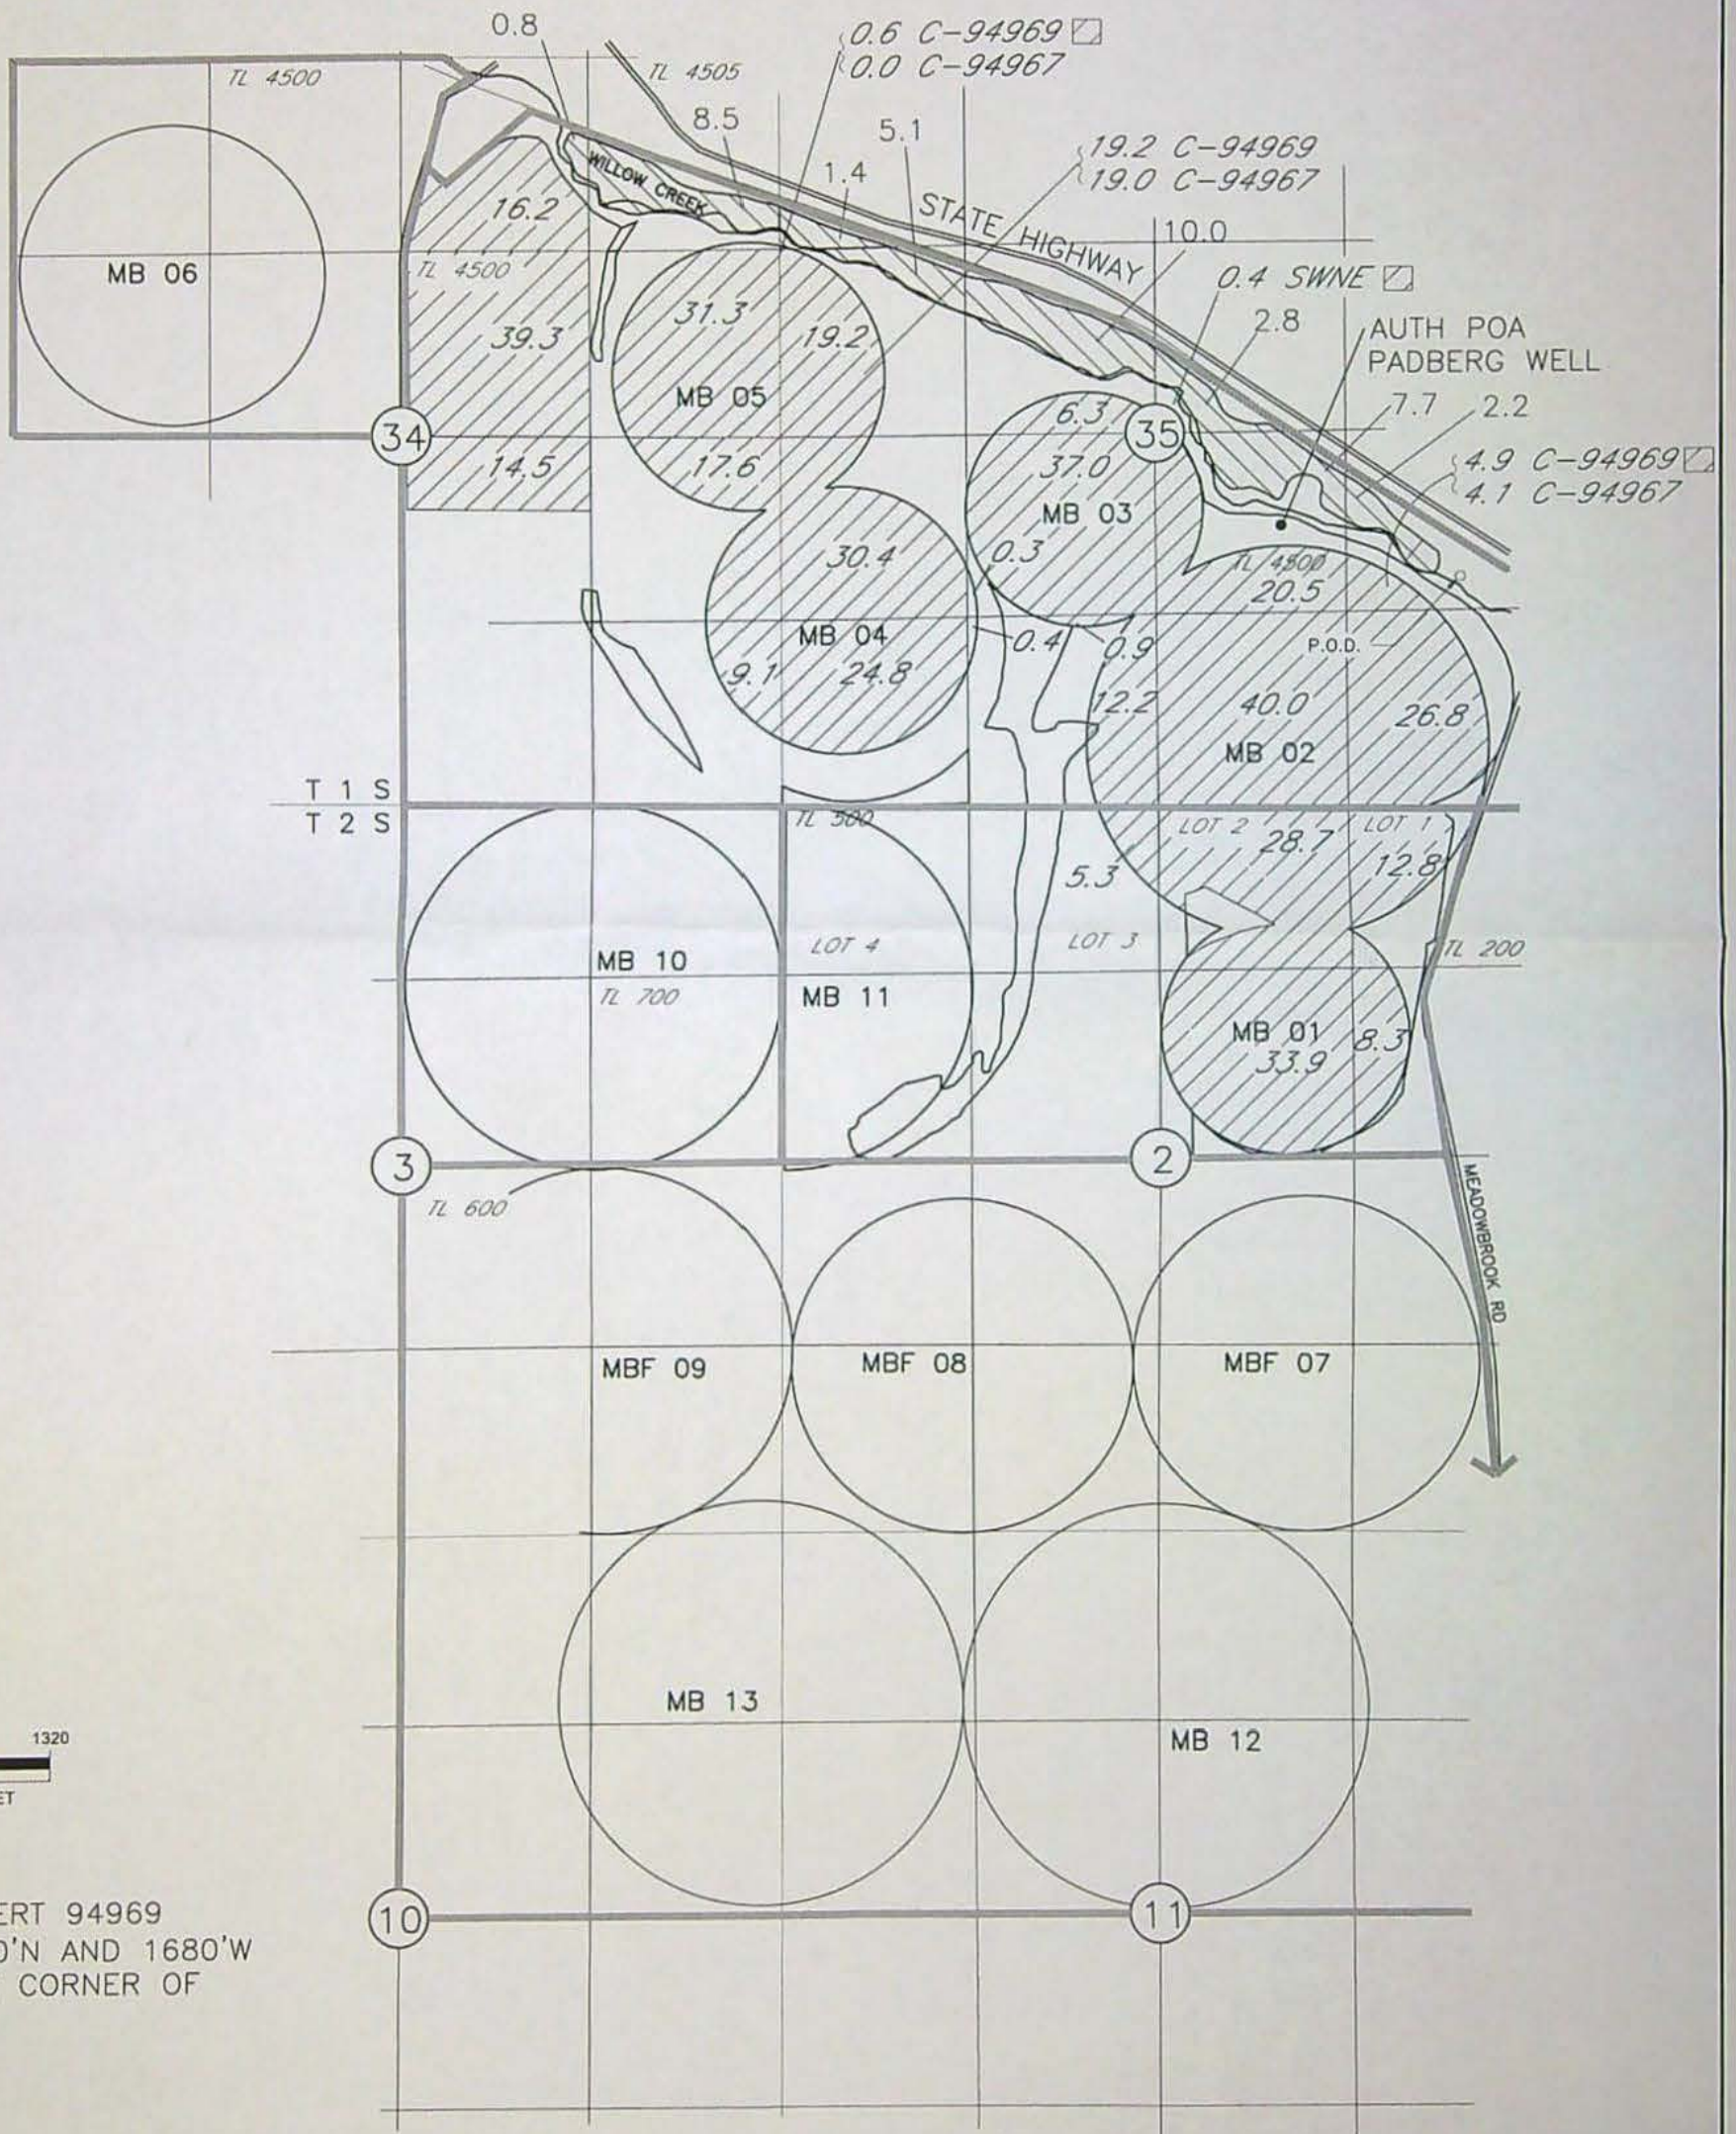 0.8
0.6 C-94969
0.0 C-94967
TL 4500
TL 4505
8.5
5.1
1.4
19.2 C-94969
19.0 C-94967
WILLOW CREEK
STATE HIGHWAY
16.2
10.0
MB 06
TL 4500
0.4 SWNE
31.3
39.3
19.2
2.8
AUTH POA
PADBERG WELL
MB 05
6.3
7.7
2.2
34
35
14.5
17.6
37.0
4.9 C-94969
4.1 C-94967
MB 03
30.4
0.3
TL 4500
20.5
MB 04
0.4
0.9
P.O.D.
9.1
24.8
12.2
40.0
26.8
MB 02
T 1 S
T 2 S
TL 500
LOT 2
28.7
LOT 1
5.3
12.8
MB 10
LOT 4
LOT 3
TL 200
TL 700
MB 11
MB 01
8.3
33.9
3
2
TL 600
MEADOWBROOK RD
MBF 09
MBF 08
MBF 07
MB 13
MB 12
1320
ET
ERT 94969
0'N AND 1680'W
CORNER OF
10
11